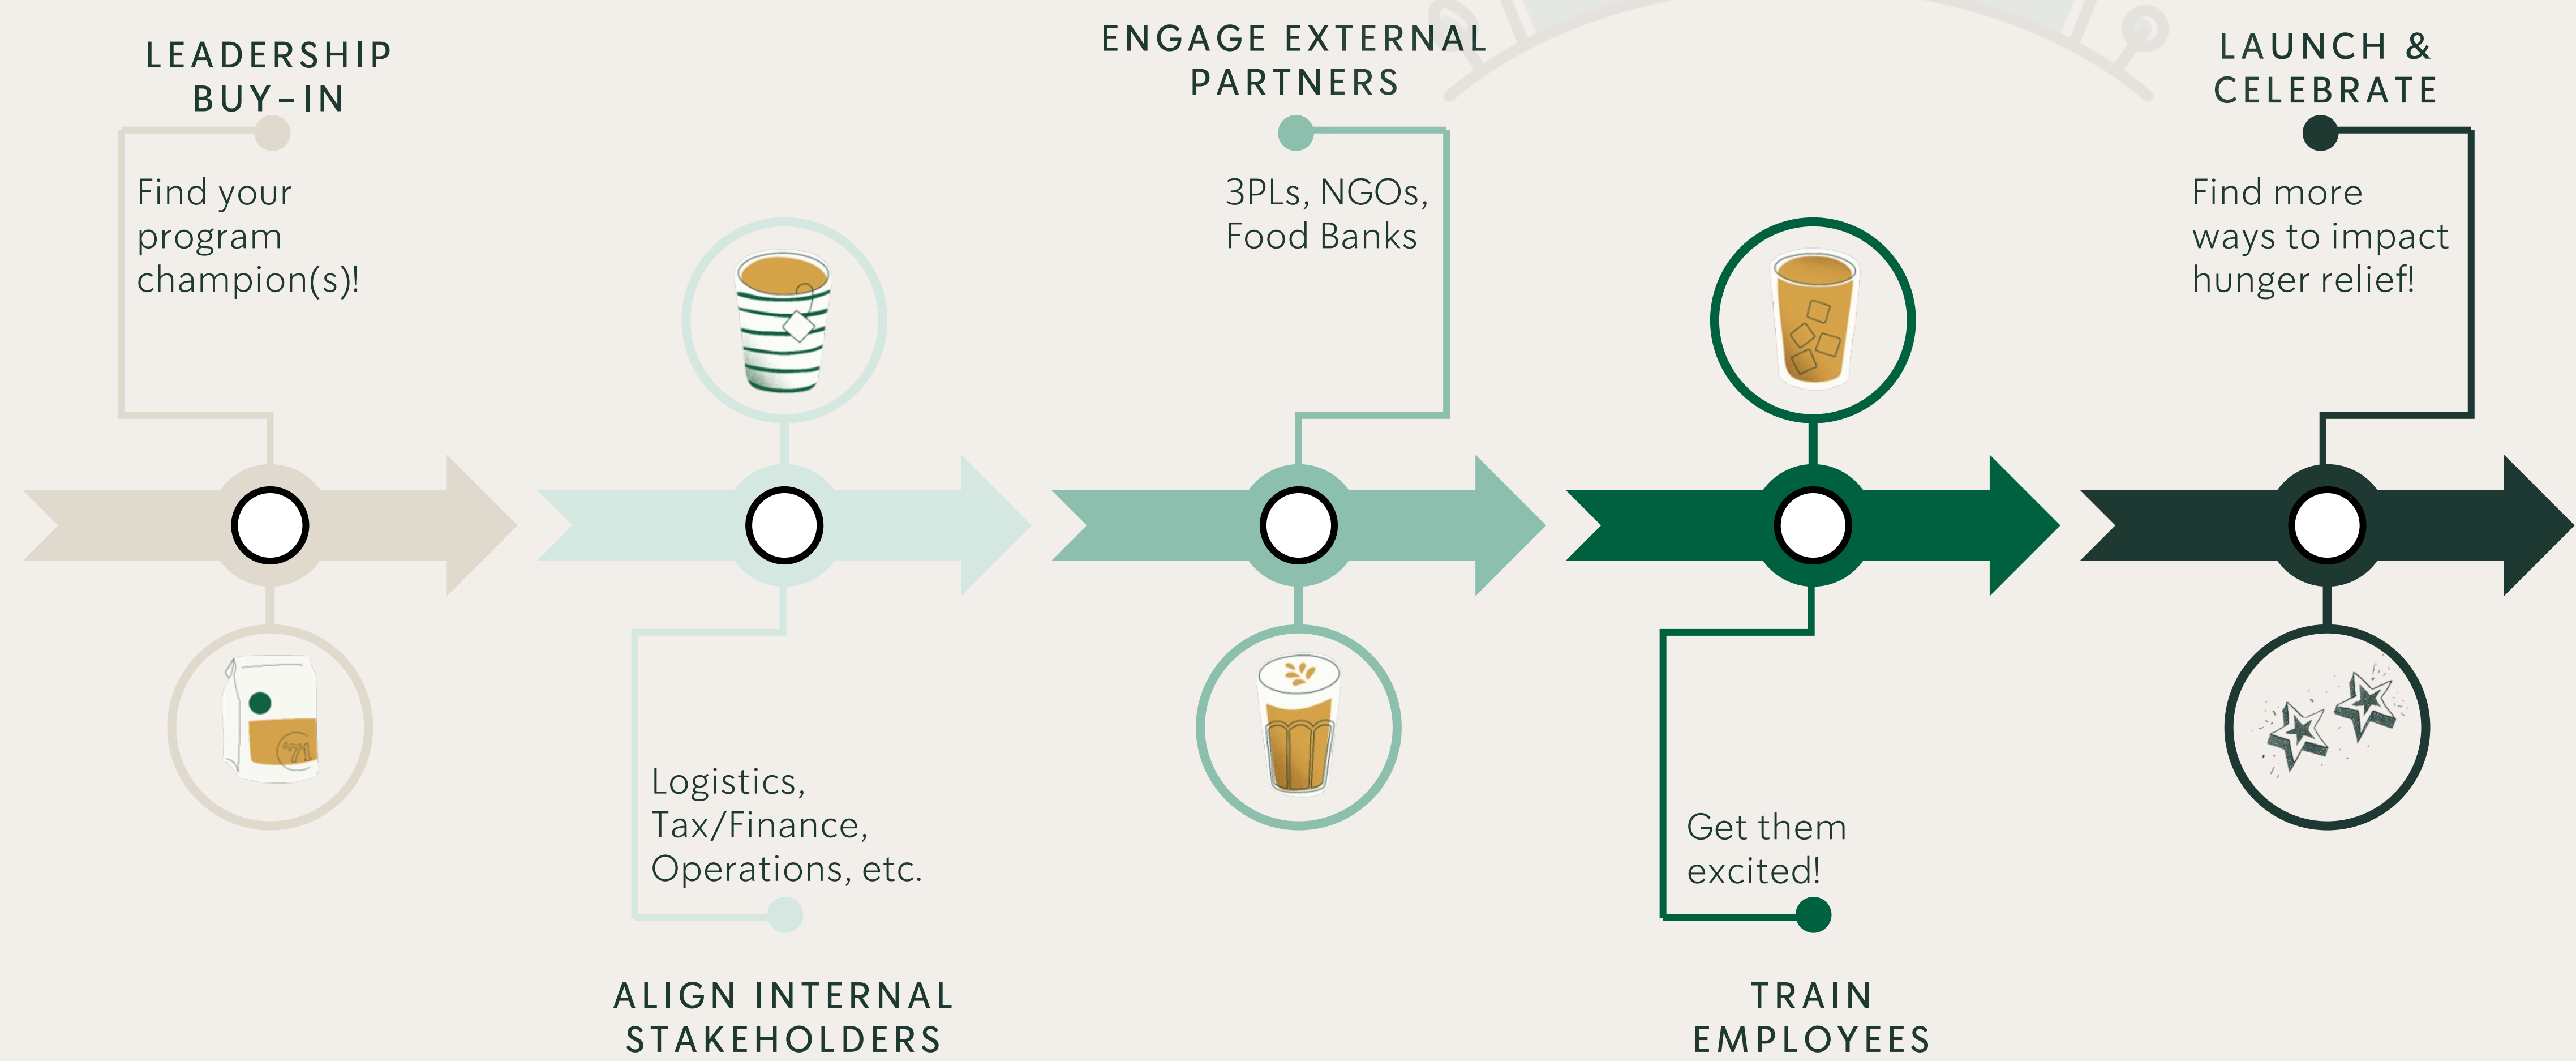 LEADERSHIP
BUY-IN
Find your
program
champion(s)!
'71
Logistics,
Tax/Finance,
Operations, etc.
ALIGN INTERNAL
STAKEHOLDERS
ENGAGE EXTERNAL
PARTNERS
3PLs, NGOs,
Food Banks
Get them
excited!
TRAIN
EMPLOYEES
LAUNCH &
CELEBRATE
Find more
ways to impact
hunger relief!